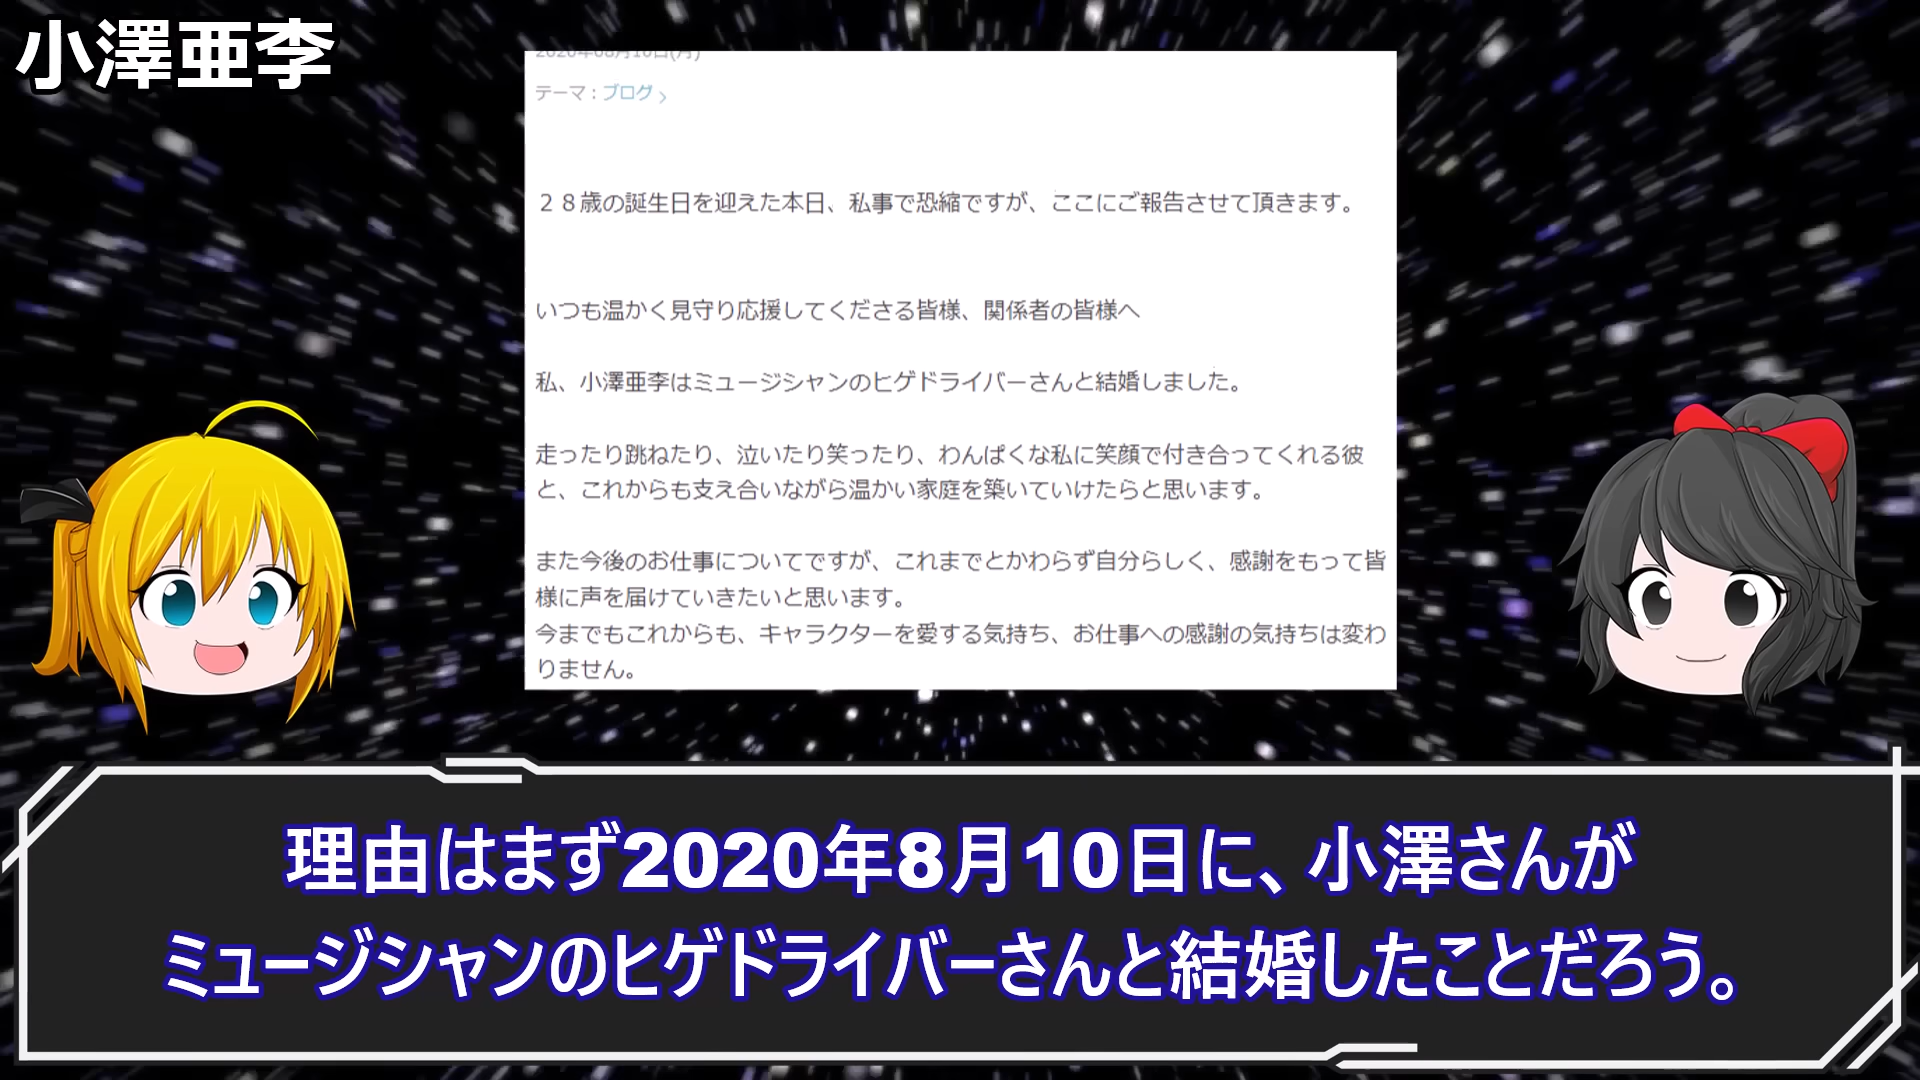 小澤亜李
2020年08月10日(月)
テーマ：ブログ
２８歳の誕生日を迎えた本日、私事で恐縮ですが、ここにご報告させて頂きます。
いつも温かく見守り応援してくださる皆様、関係者の皆様へ
私、小澤亜李はミュージシャンのヒゲドライバーさんと結婚しました。
走ったり跳ねたり、泣いたり笑ったり、わんぱくな私に笑顔で付き合ってくれる彼
と、これからも支え合いながら温かい家庭を築いていけたらと思います。
また今後のお仕事についてですが、これまでとかわらず自分らしく、感謝をもって皆
様に声を届けていきたいと思います。
今までもこれからも、キャラクターを愛する気持ち、お仕事への感謝の気持ちは変わ
りません。
理由はまず2020年8月10日に、小澤さんが
ミュージシャンのヒゲドライバーさんと結婚したことだろう。